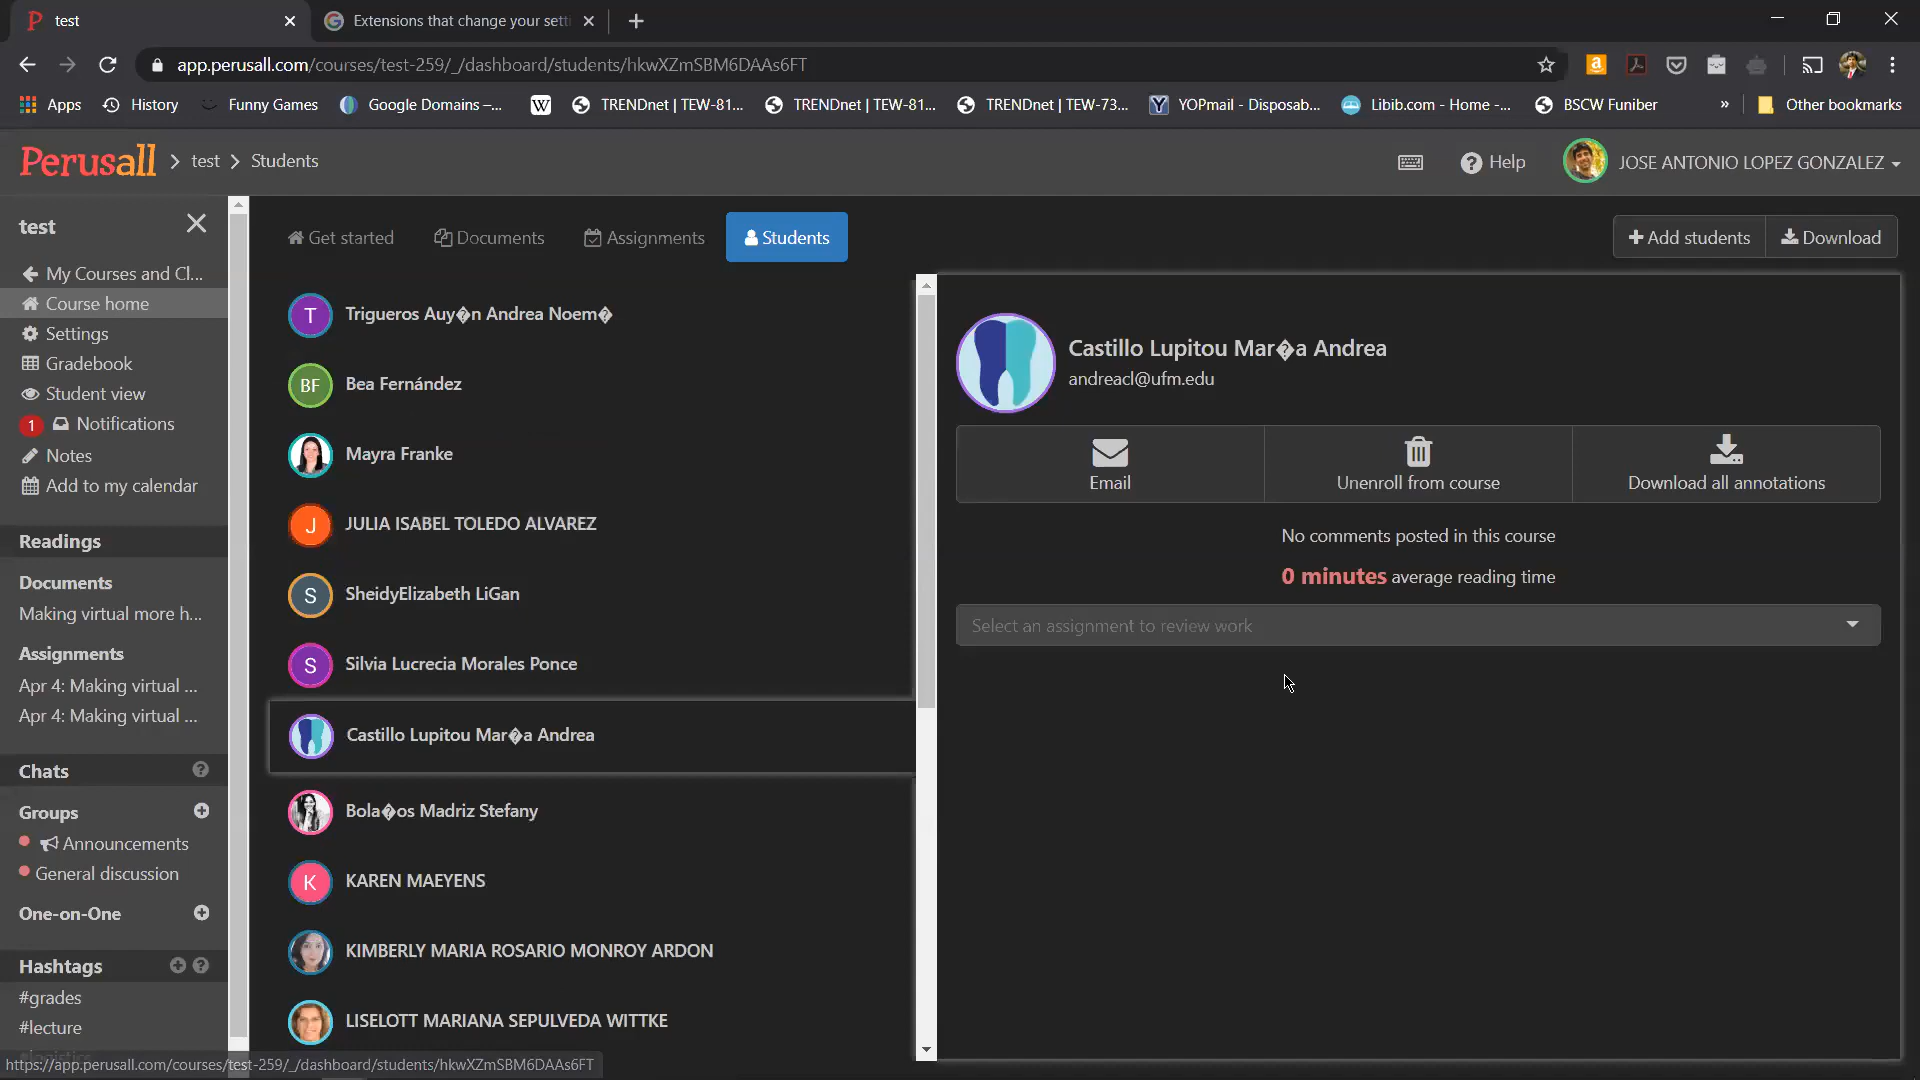 test
Extensions that change your sett
app.perusall.com/courses/test-259/_/dashboard/students/hkwXZmSBM6DAAs6FT
Apps
History
Funny Games
Google Domains –...
TRENDnet | TEW-81...
TRENDnet | TEW-81...
TRENDnet | TEW-73...
YOPmail - Disposab...
Libib.com - Home -...
BSCW Funiber
»
Other bookmarks
Perusall
test
Students
Help
JOSE ANTONIO LOPEZ GONZALEZ
test
My Courses and Cl...
Course home
Settings
Gradebook
Student view
1 Notifications
Notes
Add to my calendar
Readings
Documents
Making virtual more h...
Assignments
Apr 4: Making virtual ...
Apr 4: Making virtual ...
Chats
Groups
Announcements
General discussion
One-on-One
Hashtags
#grades
#lecture
Get started
Documents
Assignments
Students
Add students
Download
T
Trigueros Auy�n Andrea Noem�
BF
Bea Fernández
Mayra Franke
J
JULIA ISABEL TOLEDO ALVAREZ
S
SheidyElizabeth LiGan
S
Silvia Lucrecia Morales Ponce
Castillo Lupitou Mar�a Andrea
Bola�os Madriz Stefany
K
KAREN MAEYENS
KIMBERLY MARIA ROSARIO MONROY ARDON
LISELOTT MARIANA SEPULVEDA WITTKE
Castillo Lupitou Mar�a Andrea
andreacl@ufm.edu
Email
Unenroll from course
Download all annotations
No comments posted in this course
0 minutes average reading time
Select an assignment to review work
https://app.perusall.com/courses/test-259/_/dashboard/students/hkwXZmSBM6DAAs6FT